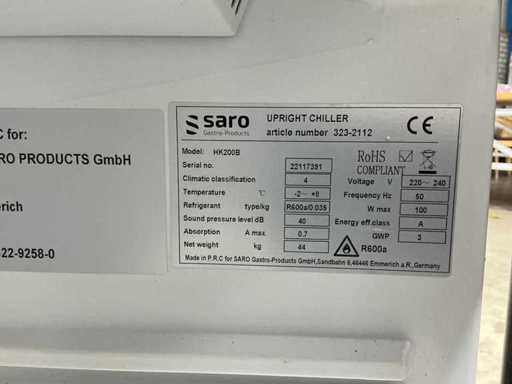 C for:
RO PRODUCTS GmbH
erich
322-9258-0
saro
Gastro-Products
UPRIGHT CHILLER
article number 323-2112
CE
Model: HK200B
RoHS
COMPLIANT
Serial no. 22117391
Climatic classification 4
Voltage V 220～ 240
Temperature °C -2~ +8
Frequency Hz 50
Refrigerant type/kg R600a/0.035
W max 100
Sound pressure level dB 40
Energy eff.class A
Absorption A max 0.7
GWP 3
Net weight kg 44
R600a
Made in P.R.C for SARO Gastro-Products GmbH,Sandbahn 6,46446 Emmerich a.R.,Germany